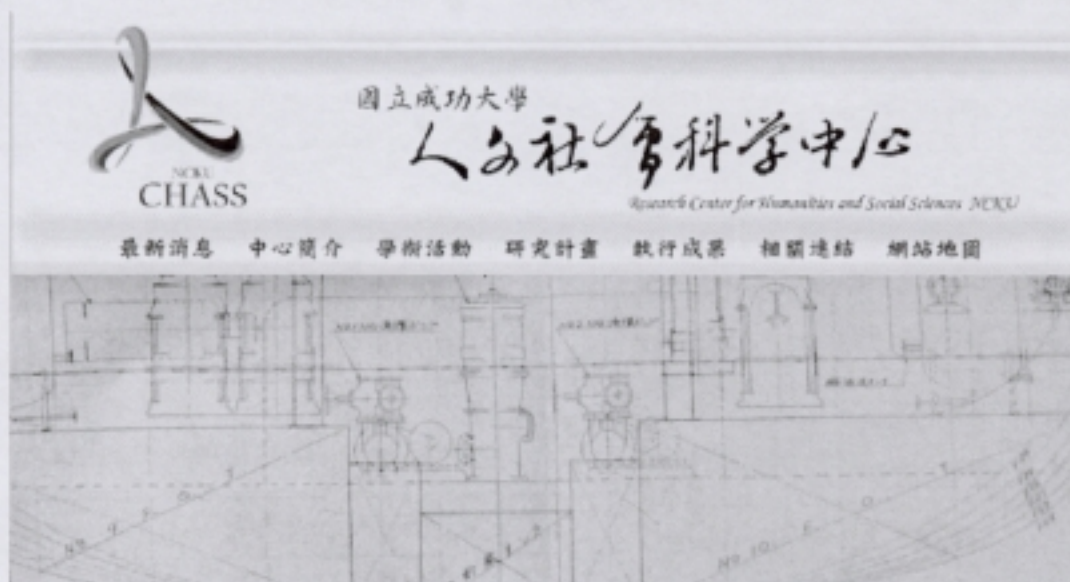 NCKU
CHASS
國立成功大學
人文社會科学中心
Research Center for Humanities and Social Sciences NCKU
最新消息 中心簡介 學術活動 研究計畫 執行成果 相關連結 網站地圖